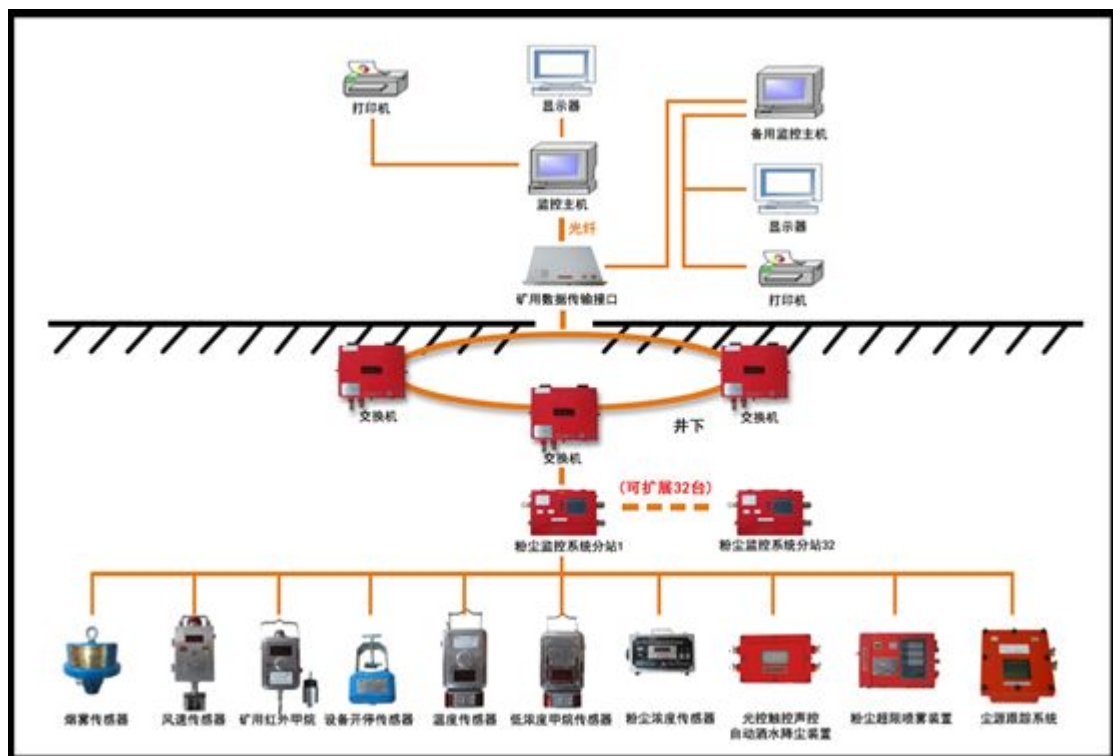 打印机
显示器
备用监控主机
监控主机
显示器
光纤
打印机
矿用数据传输接口
交换机
交换机
井下
交换机
(可扩展32台)
粉尘监控系统分站1
粉尘监控系统分站32
烟雾传感器
风速传感器
矿用红外甲烷
设备开停传感器
温度传感器
低浓度甲烷传感器
粉尘浓度传感器
光控触控声控
自动洒水降尘装置
粉尘超限喷雾装置
尘源跟踪系统